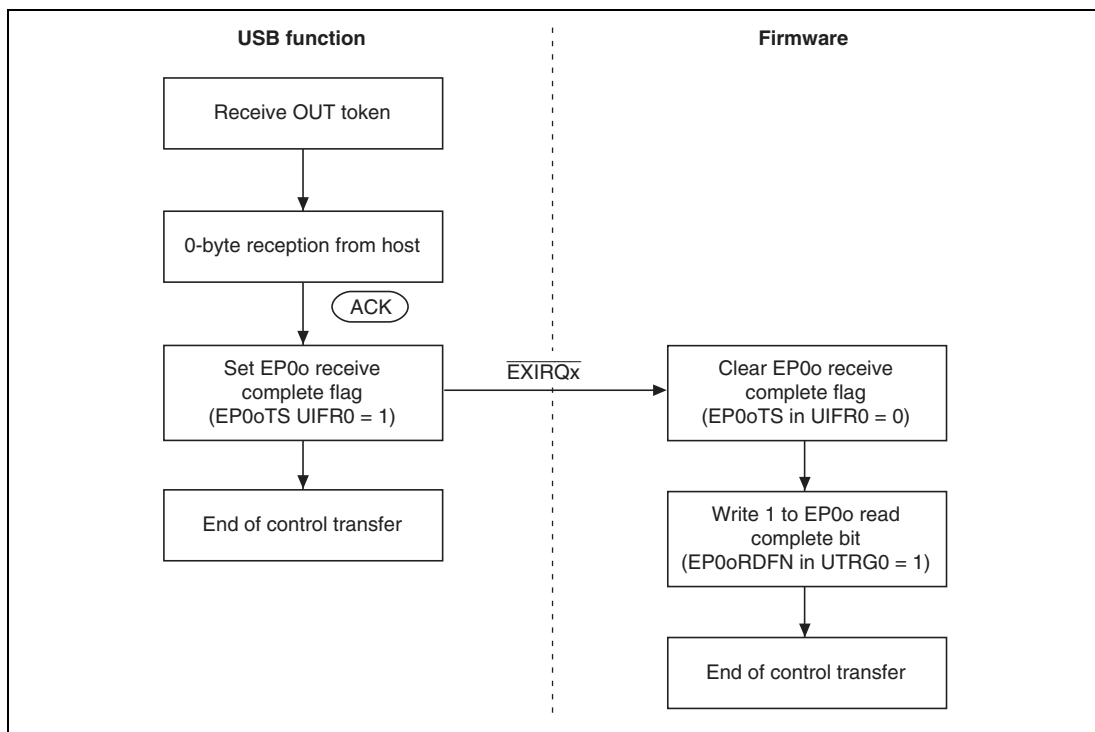 USB function
Firmware
Receive OUT token
0-byte reception from host
ACK
Set EP0o receive
complete flag
(EP0oTS UIFR0 = 1)
EXIRQx
Clear EP0o receive
complete flag
(EP0oTS in UIFR0 = 0)
End of control transfer
Write 1 to EP0o read
complete bit
(EP0oRDFN in UTRG0 = 1)
End of control transfer